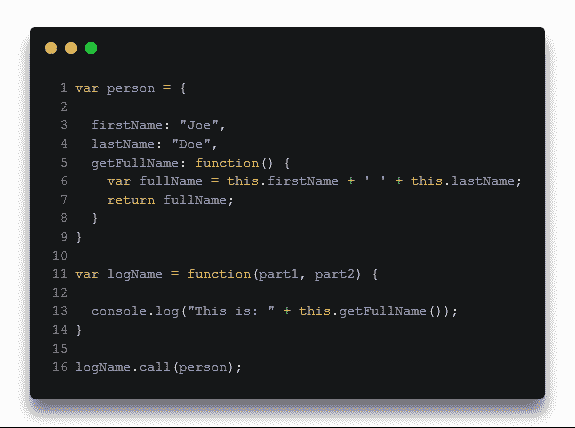 1 var person = {
2
3   firstName: "Joe",
4   lastName: "Doe",
5   getFullName: function() {
6     var fullName = this.firstName + ' ' + this.lastName;
7     return fullName;
8   }
9 }
10
11 var logName = function(part1, part2) {
12
13   console.log("This is: " + this.getFullName());
14 }
15
16 logName.call(person);